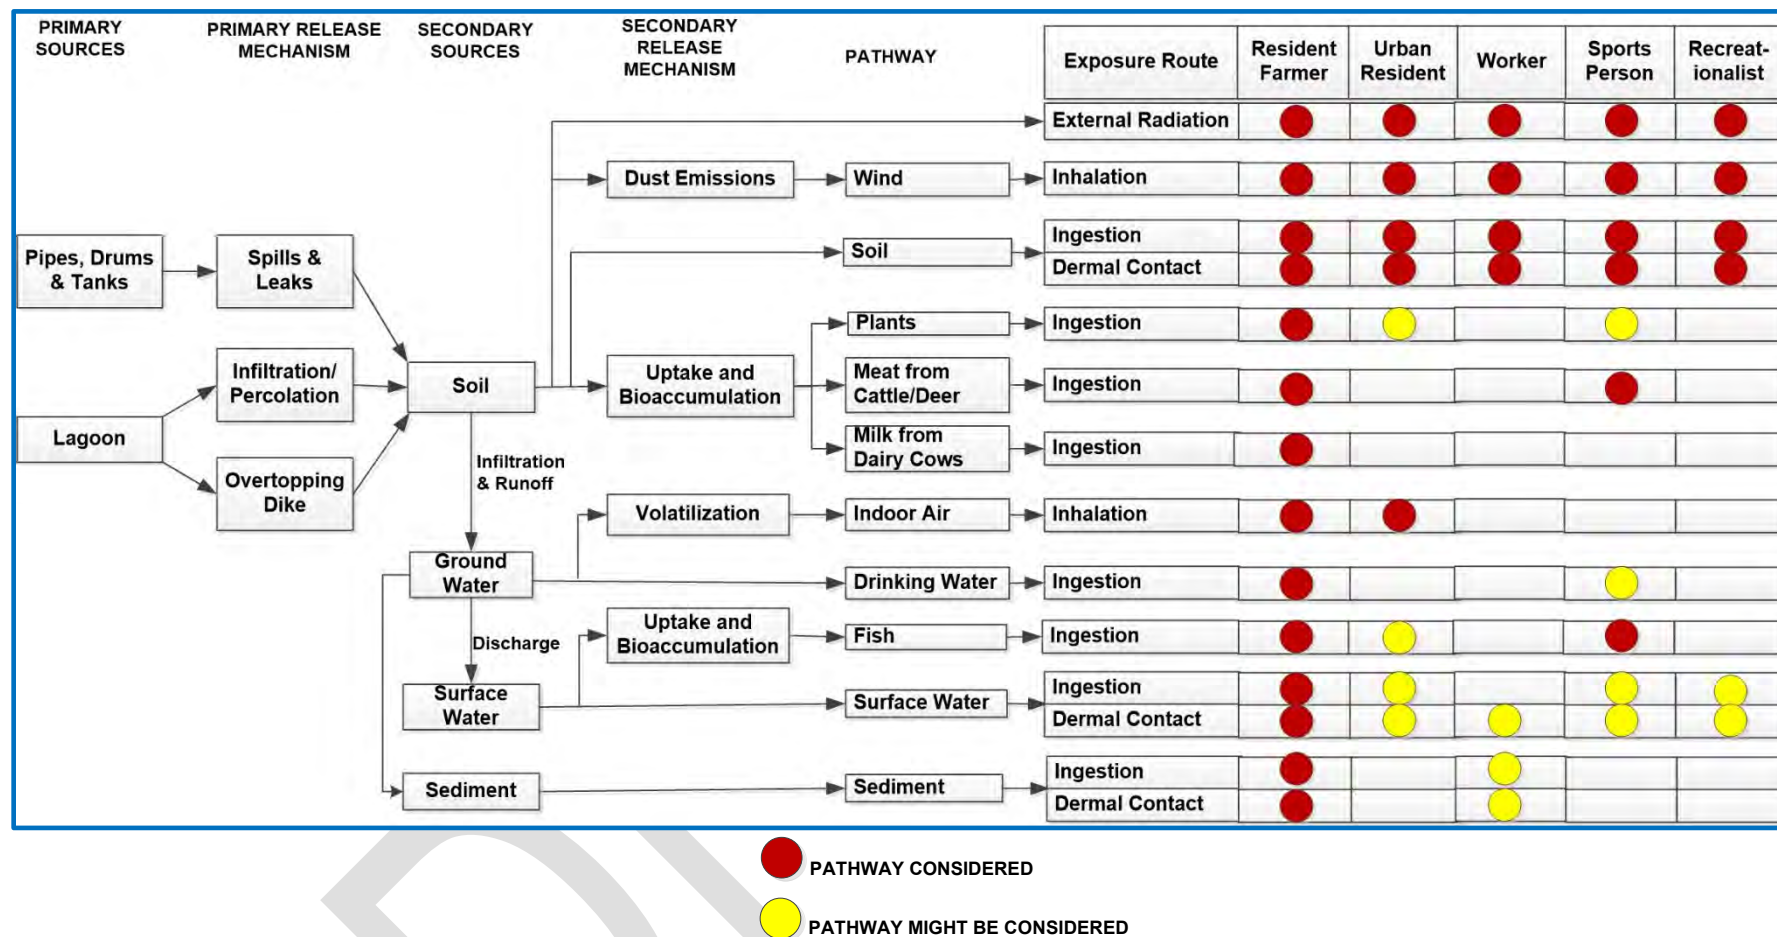 PRIMARY
SOURCES
PRIMARY RELEASE
MECHANISM
SECONDARY
SOURCES
SECONDARY
RELEASE
MECHANISM
PATHWAY
Exposure Route
Resident
Farmer
Urban
Resident
Worker
Sports
Person
Recreat-
ionalist
External Radiation
Dust Emissions
Wind
Inhalation
Pipes, Drums
& Tanks
Spills &
Leaks
Soil
Ingestion
Dermal Contact
Plants
Ingestion
Infiltration/
Percolation
Soil
Uptake and
Bioaccumulation
Meat from
Cattle/Deer
Ingestion
Lagoon
Milk from
Dairy Cows
Ingestion
Overtopping
Dike
Infiltration
& Runoff
Volatilization
Indoor Air
Inhalation
Ground
Water
Drinking Water
Ingestion
Discharge
Uptake and
Bioaccumulation
Fish
Ingestion
Surface
Water
Surface Water
Ingestion
Dermal Contact
Sediment
Sediment
Ingestion
Dermal Contact
PATHWAY CONSIDERED
PATHWAY MIGHT BE CONSIDERED